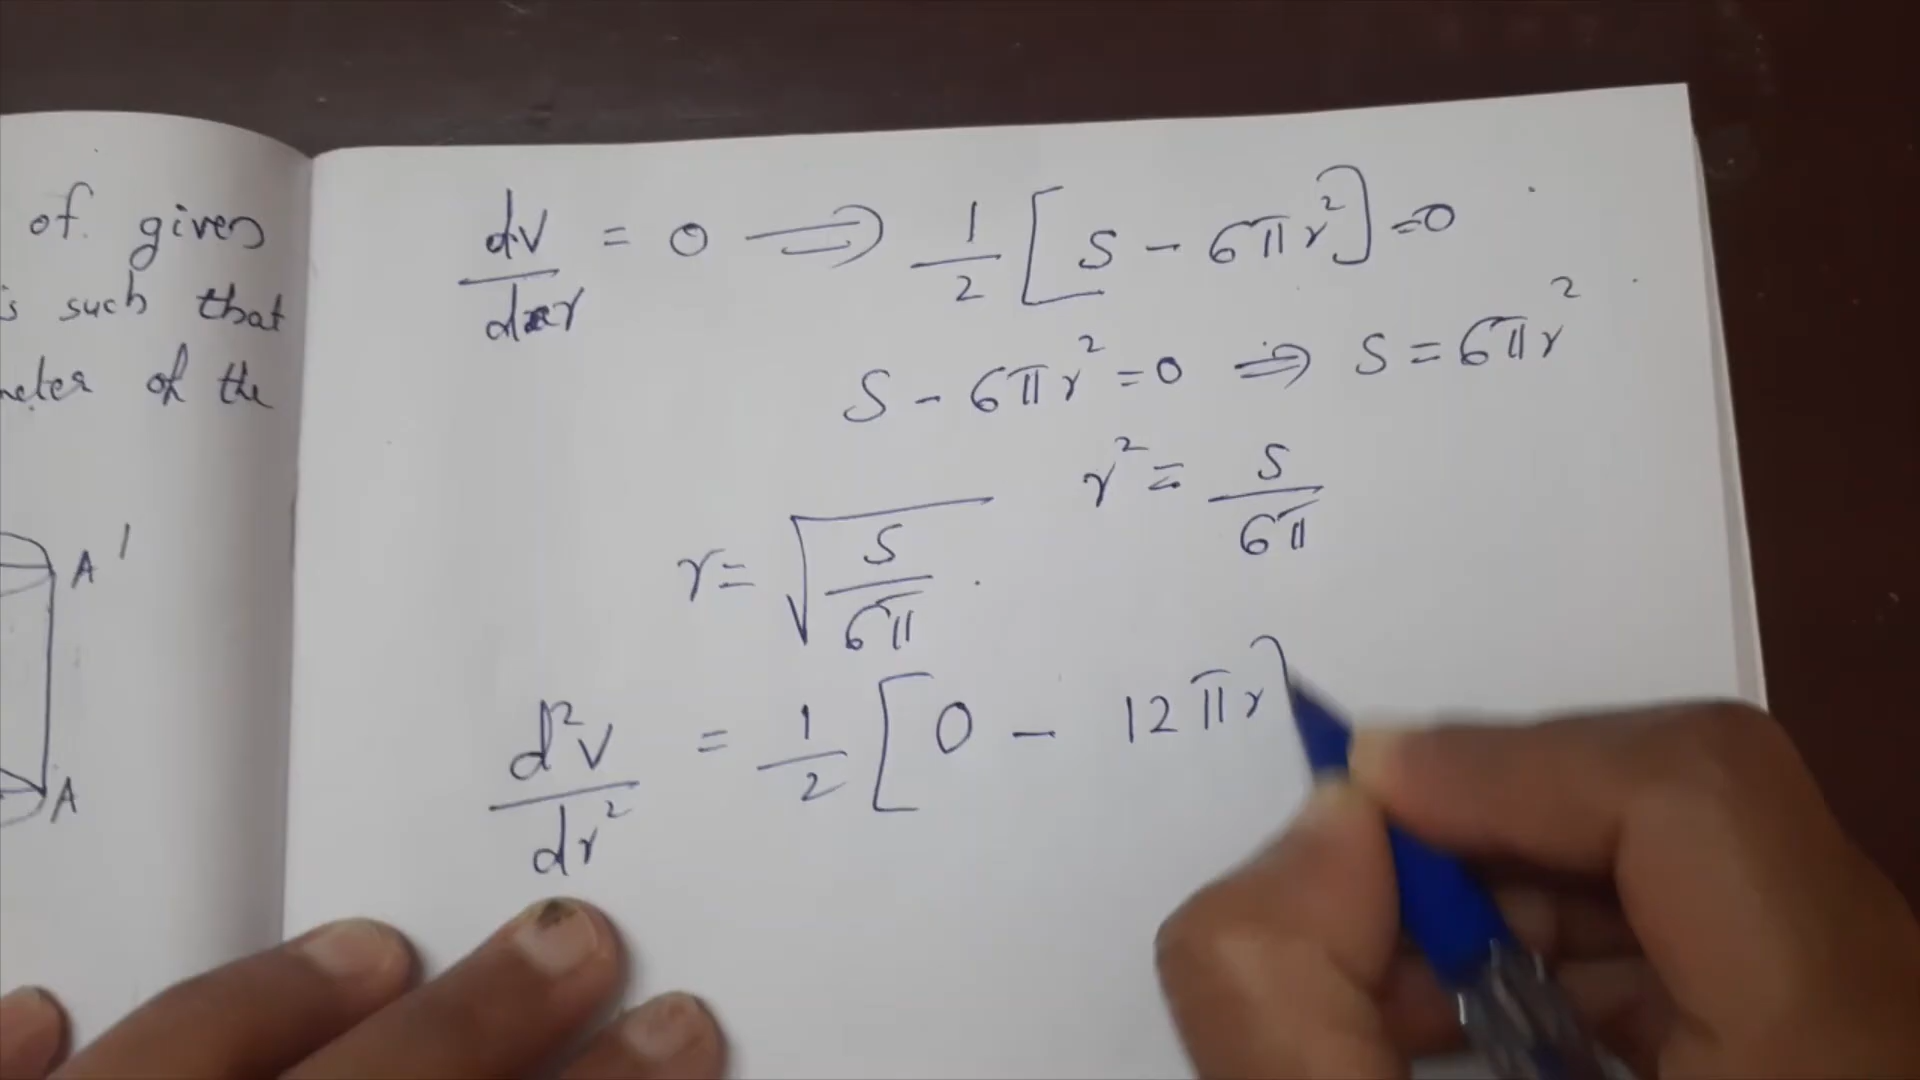 of given
such that
of the
A'
A
dv/dr = 0 ⟹ 1/2 [S - 6πr²] = 0
S - 6πr² = 0 ⟹ S = 6πr²
r² = S/6π
r = √(S/6π)
d²v/dr² = 1/2 [0 - 12πr]